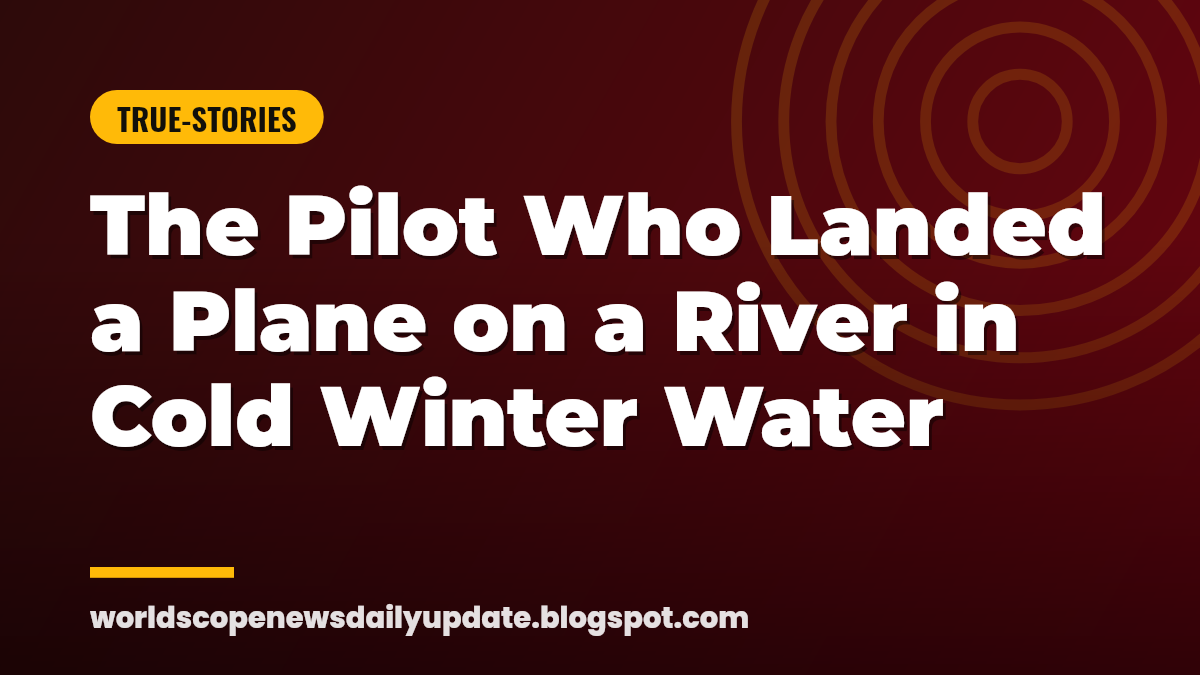 TRUE-STORIES
The Pilot Who Landed
a Plane on a River in
Cold Winter Water
worldscopenewsdailyupdate.blogspot.com